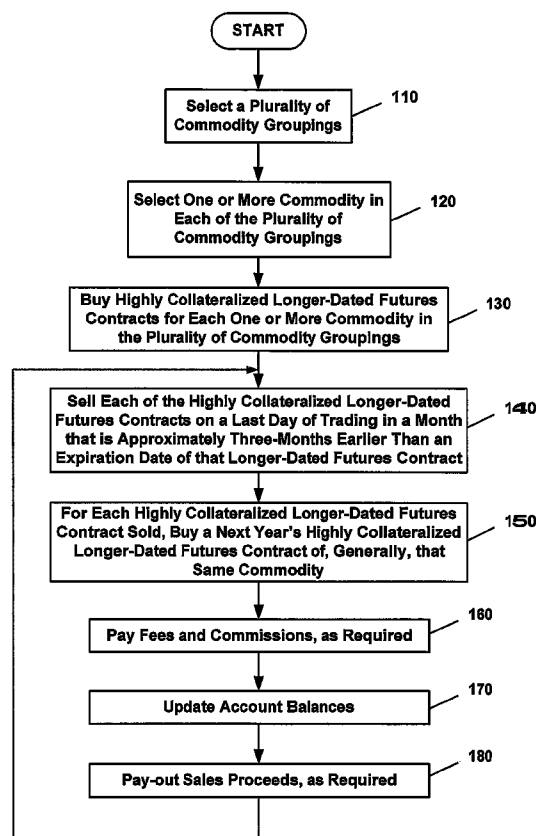 START
Select a Plurality of
Commodity Groupings
110
Select One or More Commodity in
Each of the Plurality of
Commodity Groupings
120
Buy Highly Collateralized Longer-Dated Futures
Contracts for Each One or More Commodity in
the Plurality of Commodity Groupings
130
Sell Each of the Highly Collateralized Longer-Dated
Futures Contracts on a Last Day of Trading in a Month
that is Approximately Three-Months Earlier Than an
Expiration Date of that Longer-Dated Futures Contract
140
For Each Highly Collateralized Longer-Dated Futures
Contract Sold, Buy a Next Year's Highly Collateralized
Longer-Dated Futures Contract of, Generally, that
Same Commodity
150
Pay Fees and Commissions, as Required
160
Update Account Balances
170
Pay-out Sales Proceeds, as Required
180